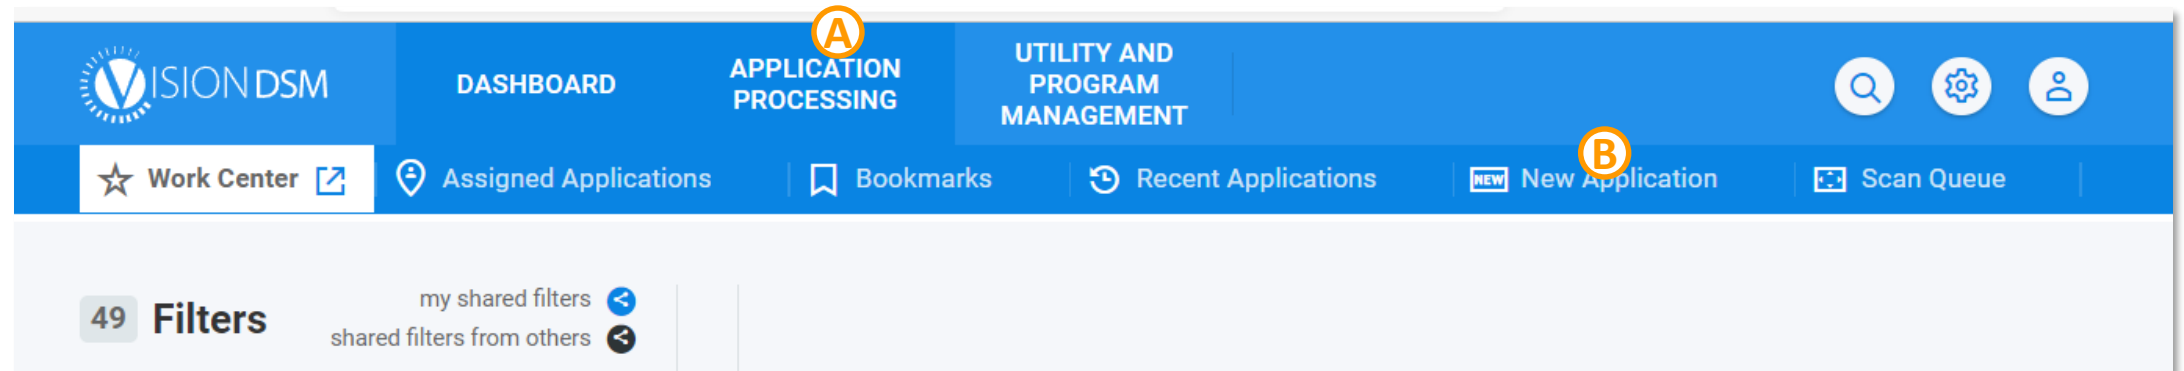 A
VISION DSM
DASHBOARD
APPLICATION
PROCESSING
UTILITY AND
PROGRAM
MANAGEMENT
B
Work Center
Assigned Applications
Bookmarks
Recent Applications
NEW New Application
Scan Queue
49 Filters
my shared filters
shared filters from others